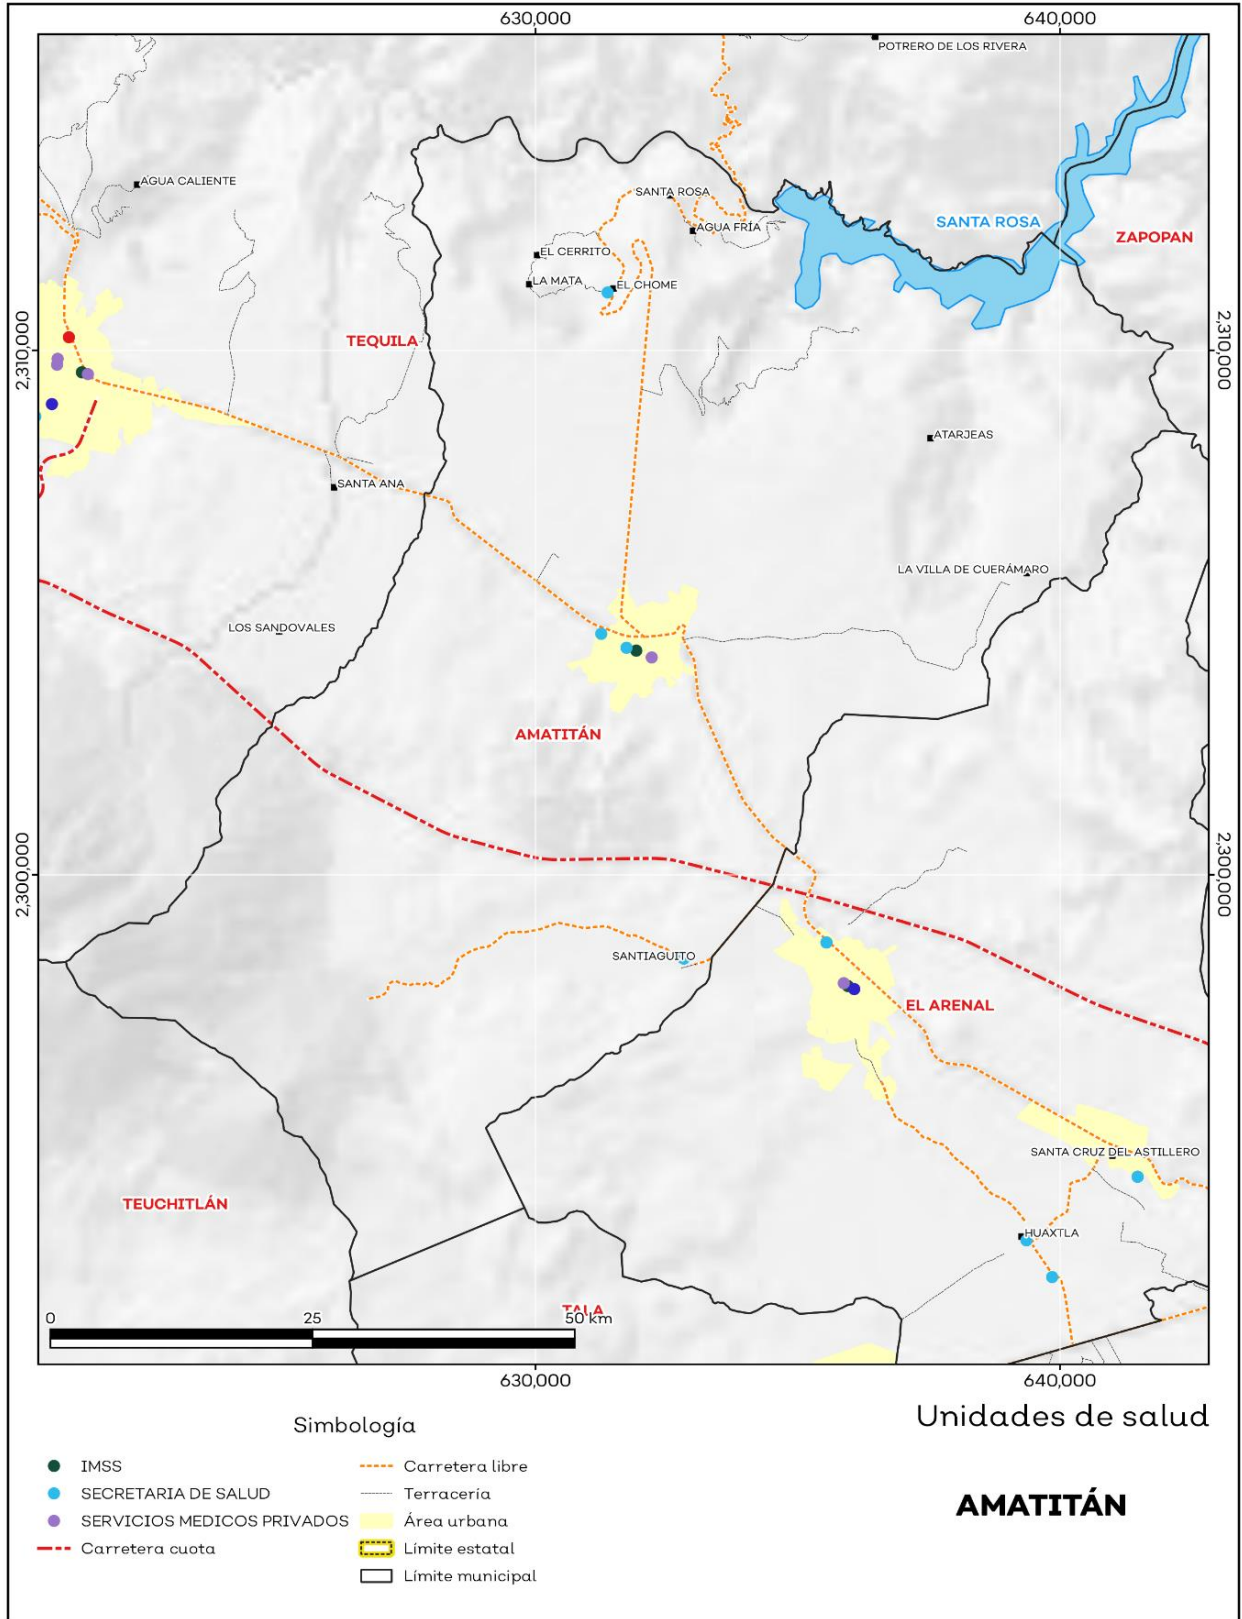 630,000
640,000
POTRERO DE LOS RIVERA
AGUA CALIENTE
SANTA ROSA
SANTA ROSA
AGUA FRÍA
ZAPOPAN
EL CERRITO
LA MATA
EL CHOME
2,310,000
TEQUILA
2,310,000
ATARJEAS
SANTA ANA
LA VILLA DE CUERÁMARO
LOS SANDOVALES
AMATITÁN
2,300,000
2,300,000
SANTIAGUITO
EL ARENAL
SANTA CRUZ DEL ASTILLERO
TEUCHITLÁN
HUAXTLA
TALA
0
25
50 km
630,000
640,000
Unidades de salud
Simbología
IMSS
Carretera libre
SECRETARIA DE SALUD
Terracería
AMATITÁN
SERVICIOS MEDICOS PRIVADOS
Área urbana
Carretera cuota
Límite estatal
Límite municipal